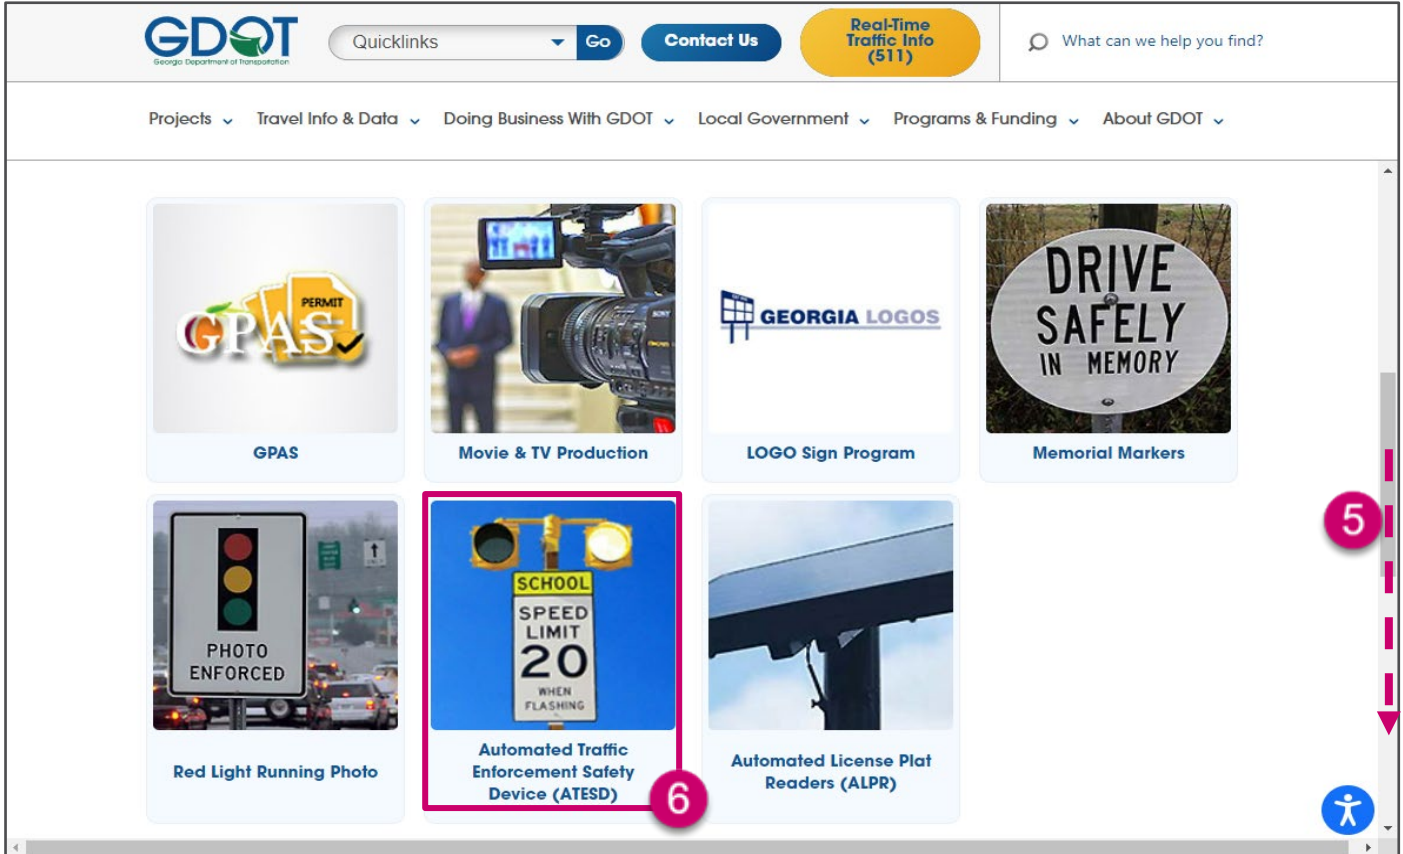 GDOT
Georgia Department of Transportation
Quicklinks
Go
Contact Us
Real-Time
Traffic Info
(511)
What can we help you find?
Projects
Travel Info & Data
Doing Business With GDOT
Local Government
Programs & Funding
About GDOT
PERMIT
GPAS
SONY
GEORGIA LOGOS
DRIVE
SAFELY
IN MEMORY
GPAS
Movie & TV Production
LOGO Sign Program
Memorial Markers
5
PHOTO
ENFORCED
ONLY
SCHOOL
SPEED
LIMIT
20
WHEN
FLASHING
Red Light Running Photo
Automated Traffic
Enforcement Safety
Device (ATESD)
6
Automated License Plat
Readers (ALPR)